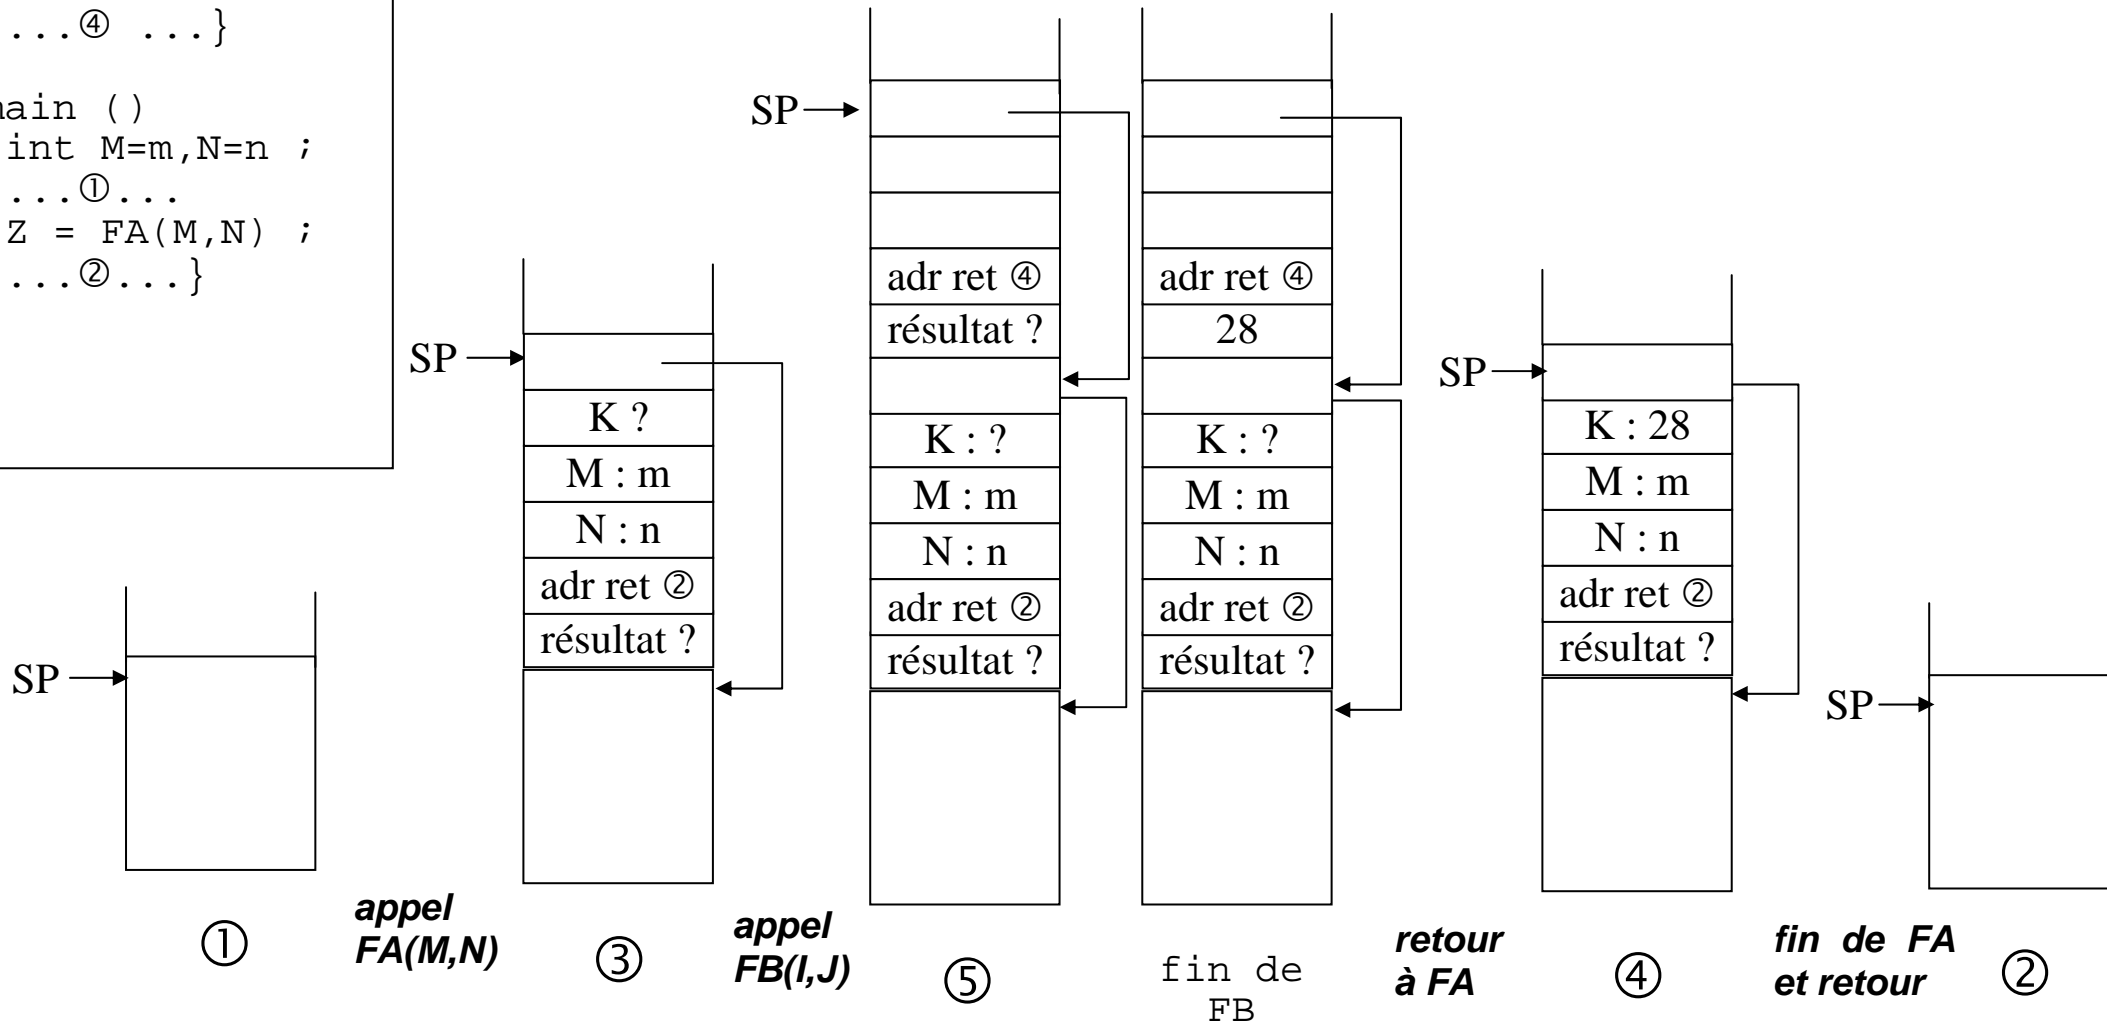 ...④ ...}
main ()
int M=m,N=n ;
...①...
Z = FA(M,N) ;
...②...}
SP
①
appel
FA(M,N)
SP
K ?
M : m
N : n
adr ret ②
résultat ?
③
appel
FB(I,J)
SP
adr ret ④
résultat ?
K : ?
M : m
N : n
adr ret ②
résultat ?
⑤
adr ret ④
28
K : ?
M : m
N : n
adr ret ②
résultat ?
fin de
FB
retour
à FA
SP
K : 28
M : m
N : n
adr ret ②
résultat ?
④
fin de FA
et retour
SP
②